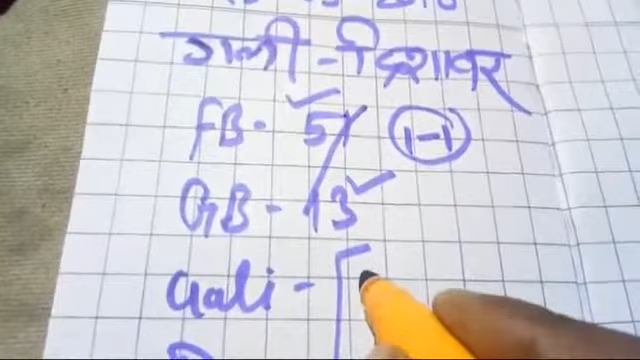 गली - दिशावर
FB - 51 (1-1)
GB - 13
Gali - [